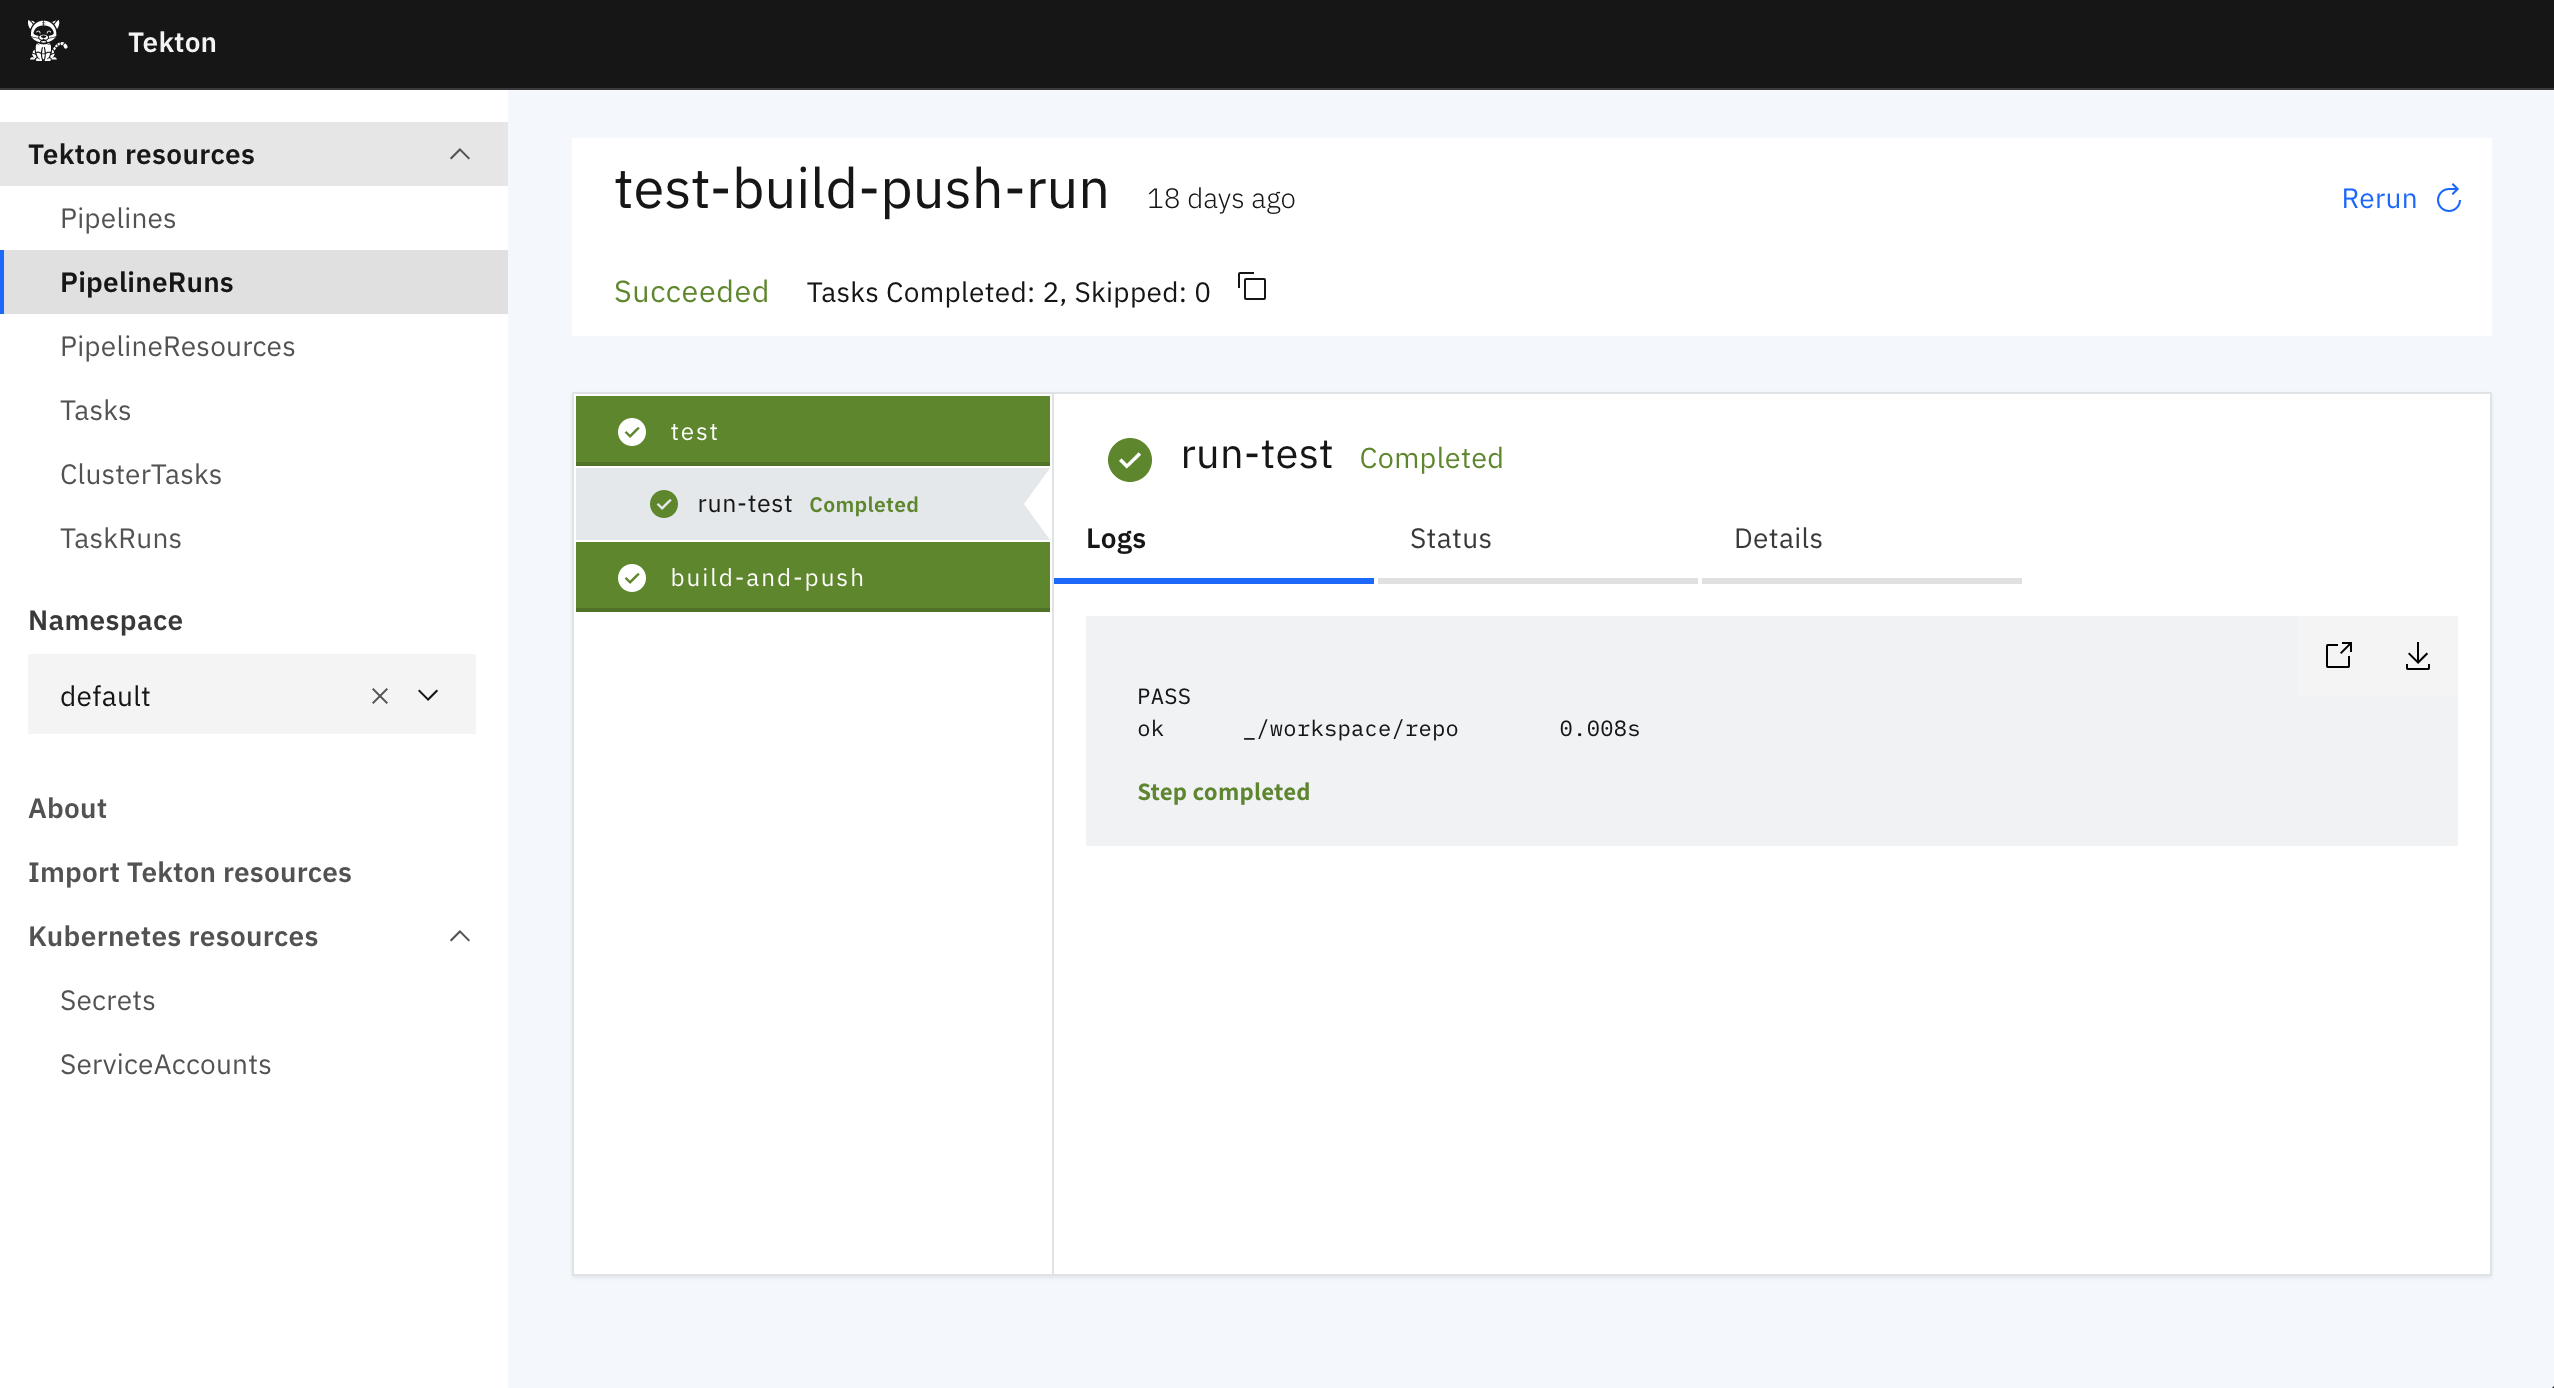 Tekton
Tekton resources
Pipelines
PipelineRuns
PipelineResources
Tasks
ClusterTasks
TaskRuns
Namespace
default
About
Import Tekton resources
Kubernetes resources
Secrets
ServiceAccounts
test-build-push-run 18 days ago
Rerun
Succeeded Tasks Completed: 2, Skipped: 0
test
run-test Completed
build-and-push
run-test Completed
Logs Status Details
PASS
ok _/workspace/repo 0.008s
Step completed